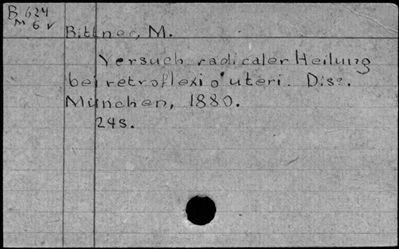 B 624
M 6 v
Bittner, M.
Versuch radicaler Heilung
bei retroflexio uteri. Diss.
München, 1880.
24s.